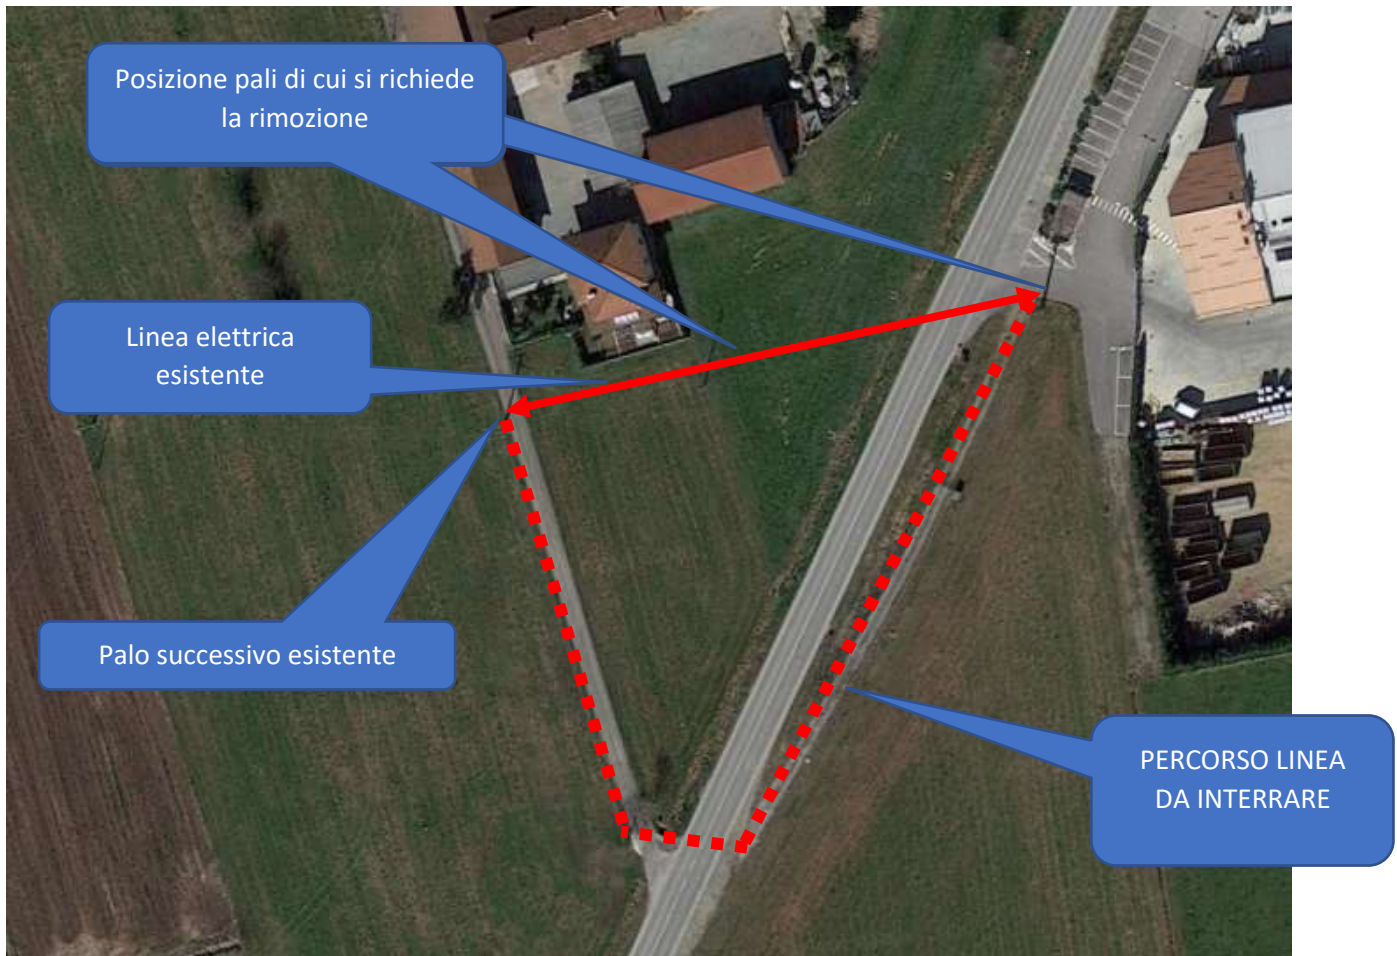 Posizione pali di cui si richiede
la rimozione
Linea elettrica
esistente
Palo successivo esistente
PERCORSO LINEA
DA INTERRARE